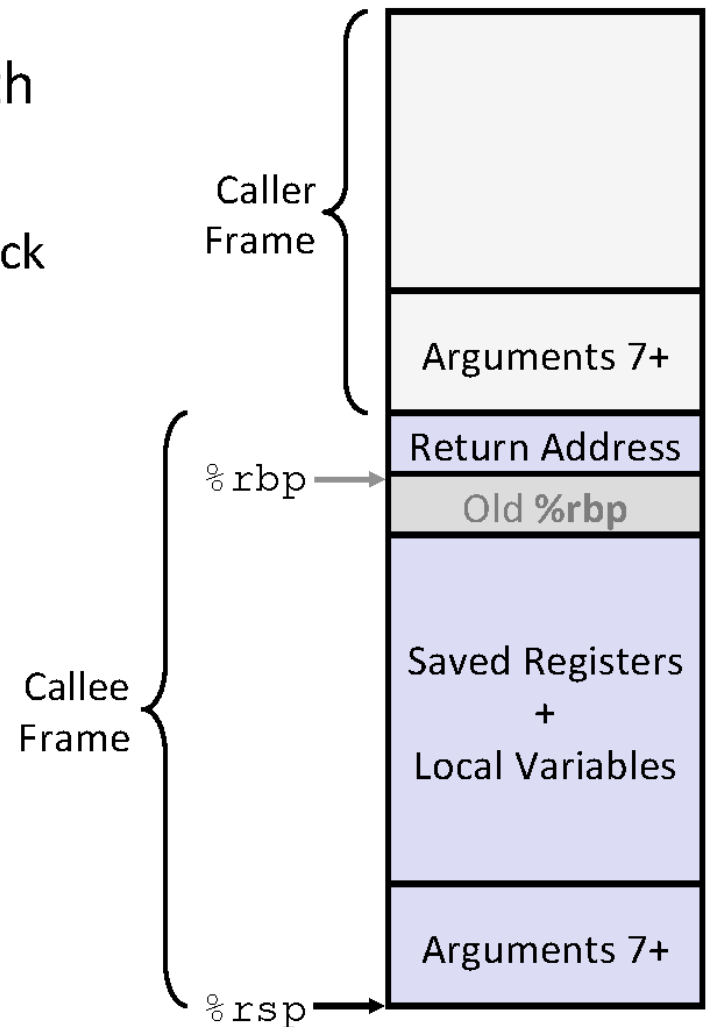 th
ck
Caller
Frame
Arguments 7+
Return Address
%rbp
Old %rbp
Callee
Frame
Saved Registers
+
Local Variables
Arguments 7+
%rsp